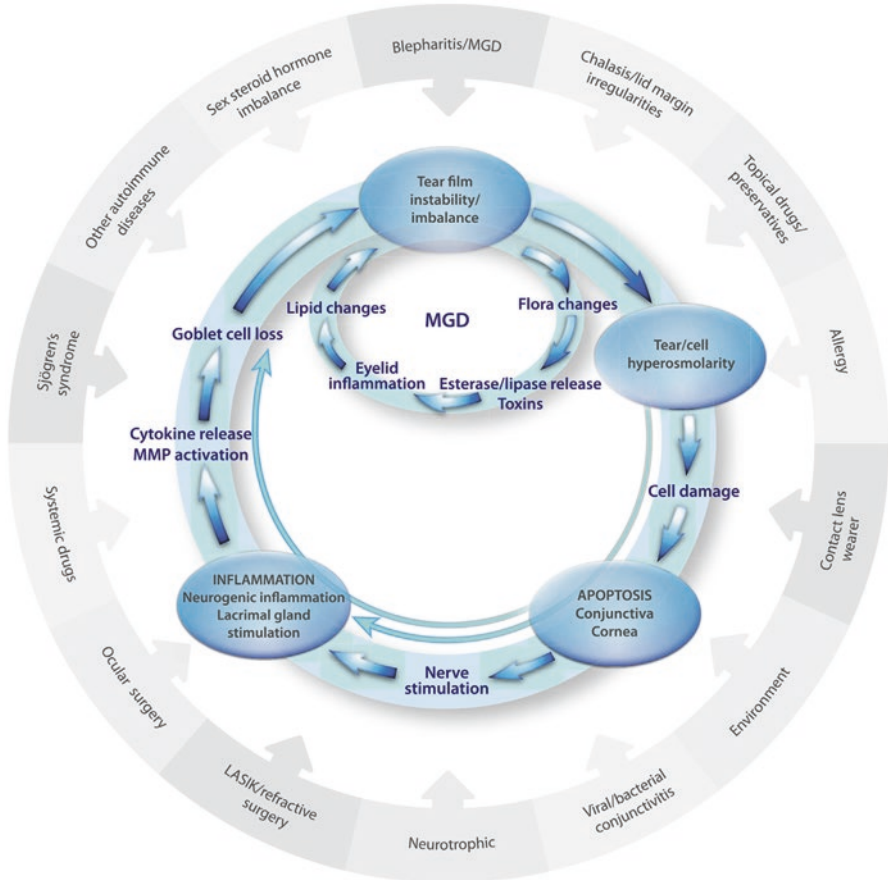 Blepharitis/MGD
Chalasis/lid margin
irregularities
Topical drugs/
preservatives
Allergy
Contact lens
wearer
Environment
Viral/bacterial
conjunctivitis
Neurotrophic
LASIK/refractive
surgery
Ocular surgery
Systemic drugs
Sjögren's
syndrome
Other autoimmune
diseases
Sex steroid hormone
imbalance
Tear film
instability/
imbalance
Lipid changes
MGD
Flora changes
Goblet cell loss
Eyelid
inflammation
Esterase/lipase release
Toxins
Tear/cell
hyperosmolarity
Cytokine release
MMP activation
Cell damage
INFLAMMATION
Neurogenic inflammation
Lacrimal gland
stimulation
APOPTOSIS
Conjunctiva
Cornea
Nerve
stimulation